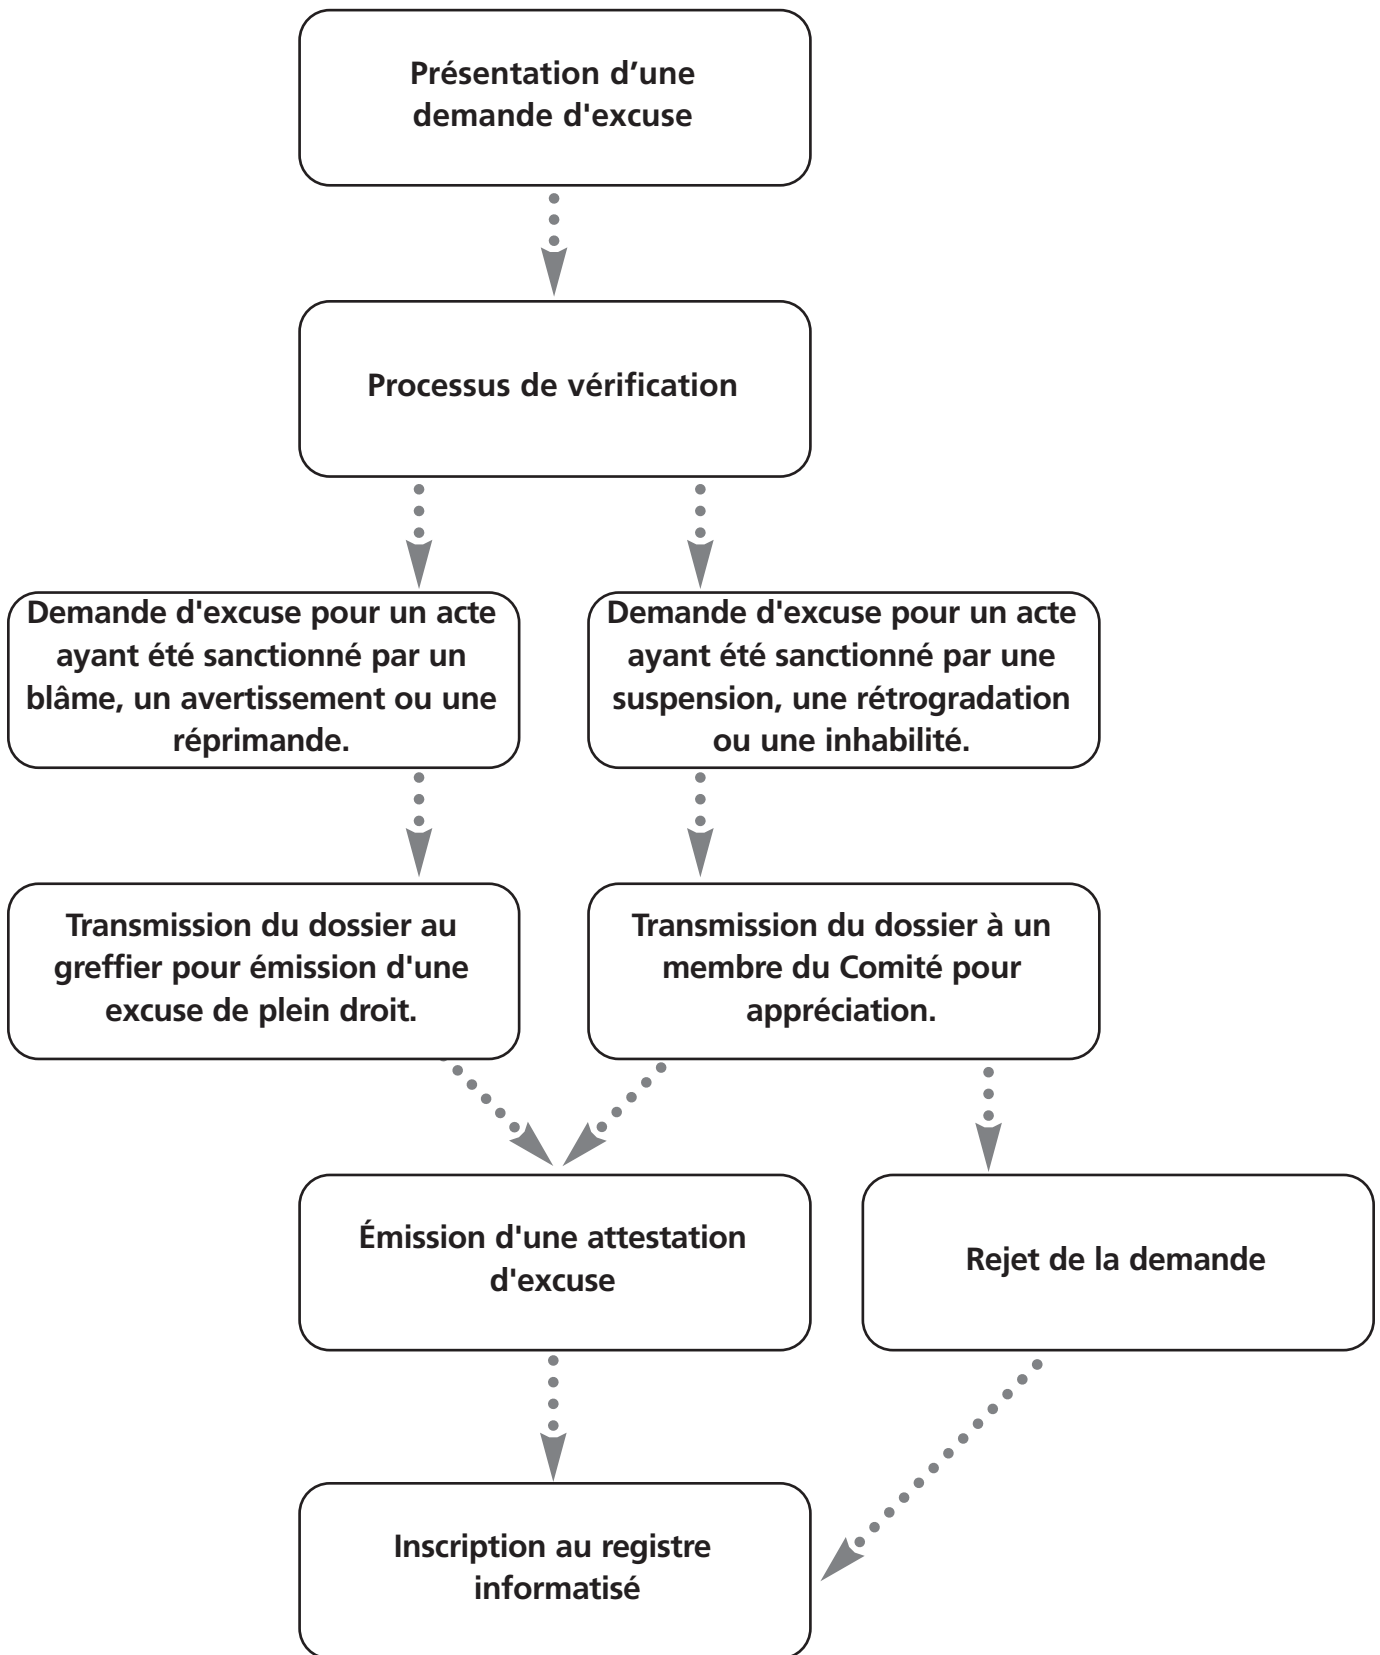 Présentation d’une
demande d'excuse
Processus de vérification
Demande d'excuse pour un acte
ayant été sanctionné par un
blâme, un avertissement ou une
réprimande.
Demande d'excuse pour un acte
ayant été sanctionné par une
suspension, une rétrogradation
ou une inhabilité.
Transmission du dossier au
greffier pour émission d'une
excuse de plein droit.
Transmission du dossier à un
membre du Comité pour
appréciation.
Émission d'une attestation
d'excuse
Rejet de la demande
Inscription au registre
informatisé